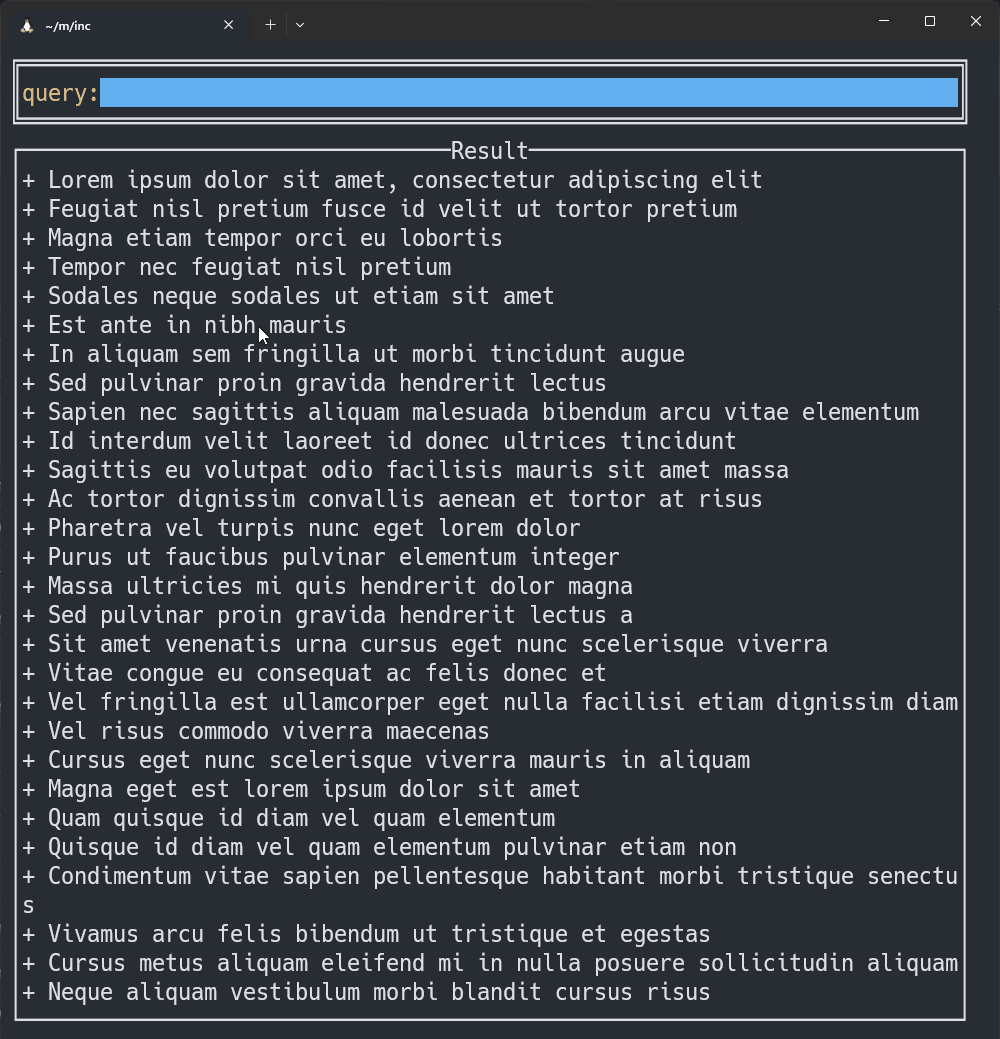 ~/m/inc
query:
Result
+ Lorem ipsum dolor sit amet, consectetur adipiscing elit
+ Feugiat nisl pretium fusce id velit ut tortor pretium
+ Magna etiam tempor orci eu lobortis
+ Tempor nec feugiat nisl pretium
+ Sodales neque sodales ut etiam sit amet
+ Est ante in nibh mauris
+ In aliquam sem fringilla ut morbi tincidunt augue
+ Sed pulvinar proin gravida hendrerit lectus
+ Sapien nec sagittis aliquam malesuada bibendum arcu vitae elementum
+ Id interdum velit laoreet id donec ultrices tincidunt
+ Sagittis eu volutpat odio facilisis mauris sit amet massa
+ Ac tortor dignissim convallis aenean et tortor at risus
+ Pharetra vel turpis nunc eget lorem dolor
+ Purus ut faucibus pulvinar elementum integer
+ Massa ultricies mi quis hendrerit dolor magna
+ Sed pulvinar proin gravida hendrerit lectus a
+ Sit amet venenatis urna cursus eget nunc scelerisque viverra
+ Vitae congue eu consequat ac felis donec et
+ Vel fringilla est ullamcorper eget nulla facilisi etiam dignissim diam
+ Vel risus commodo viverra maecenas
+ Cursus eget nunc scelerisque viverra mauris in aliquam
+ Magna eget est lorem ipsum dolor sit amet
+ Quam quisque id diam vel quam elementum
+ Quisque id diam vel quam elementum pulvinar etiam non
+ Condimentum vitae sapien pellentesque habitant morbi tristique senectu
s
+ Vivamus arcu felis bibendum ut tristique et egestas
+ Cursus metus aliquam eleifend mi in nulla posuere sollicitudin aliquam
+ Neque aliquam vestibulum morbi blandit cursus risus